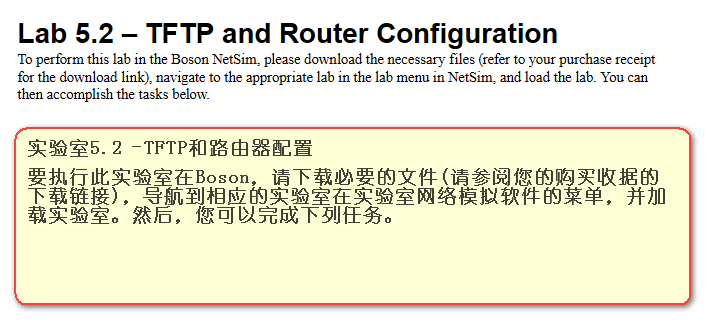 Lab 5.2 – TFTP and Router Configuration
To perform this lab in the Boson NetSim, please download the necessary files (refer to your purchase receipt
for the download link), navigate to the appropriate lab in the lab menu in NetSim, and load the lab. You can
then accomplish the tasks below.
实验室5.2 -TFTP和路由器配置
要执行此实验室在Boson，请下载必要的文件(请参阅您的购买收据的
下载链接)，导航到相应的实验室在实验室网络模拟软件的菜单，并加
载实验室。然后，您可以完成下列任务。